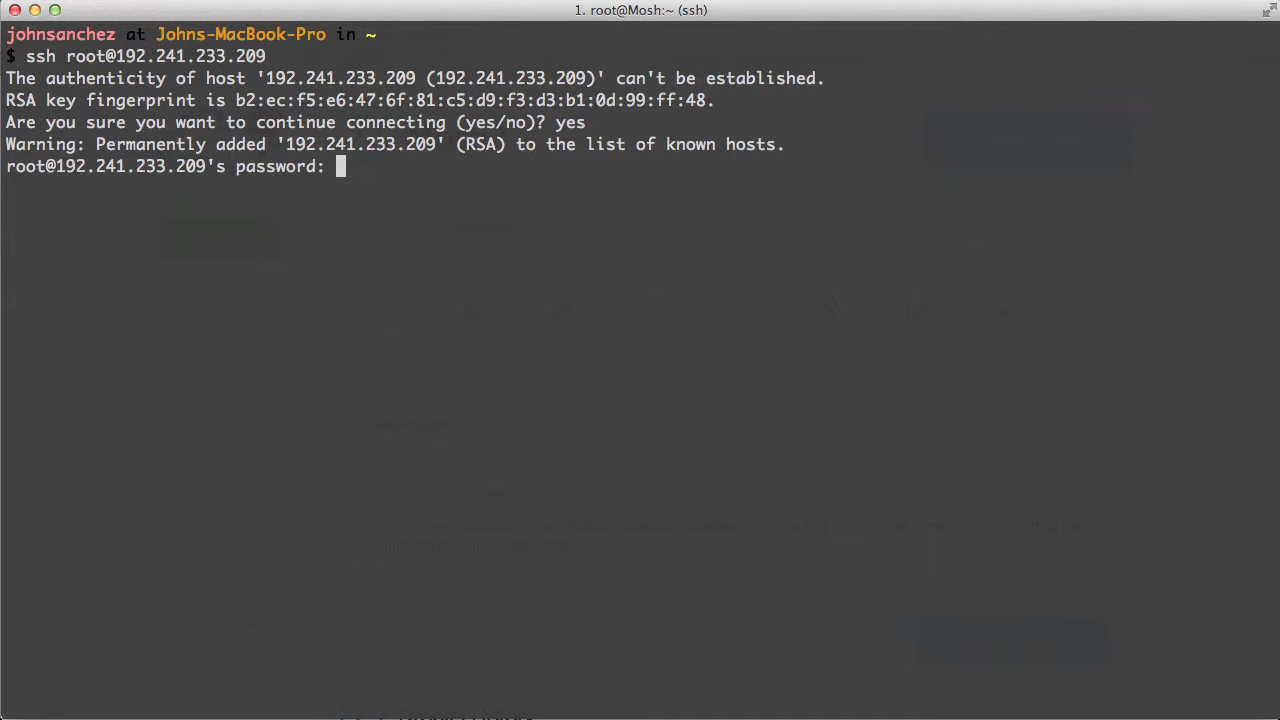 1. root@Mosh:~ (ssh)
johnsanchez at Johns-MacBook-Pro in ~
$ ssh root@192.241.233.209
The authenticity of host '192.241.233.209 (192.241.233.209)' can't be established.
RSA key fingerprint is b2:ec:f5:e6:47:6f:81:c5:d9:f3:d3:b1:0d:99:ff:48.
Are you sure you want to continue connecting (yes/no)? yes
Warning: Permanently added '192.241.233.209' (RSA) to the list of known hosts.
root@192.241.233.209's password: